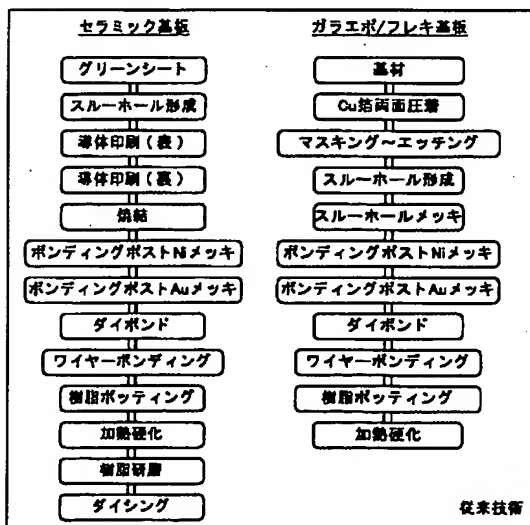 セラミック基板
グリーンシート
スルーホール形成
導体印刷(表)
導体印刷(裏)
焼結
ボンディングポストNiメッキ
ボンディングポストAuメッキ
ダイボンド
ワイヤーボンディング
樹脂ポッティング
加熱硬化
樹脂研磨
ダイシング
ガラエポ/フレキ基板
基材
Cu箔両面圧着
マスキング~エッチング
スルーホール形成
スルーホールメッキ
ボンディングポストNiメッキ
ボンディングポストAuメッキ
ダイボンド
ワイヤーボンディング
樹脂ポッティング
加熱硬化
従来技術